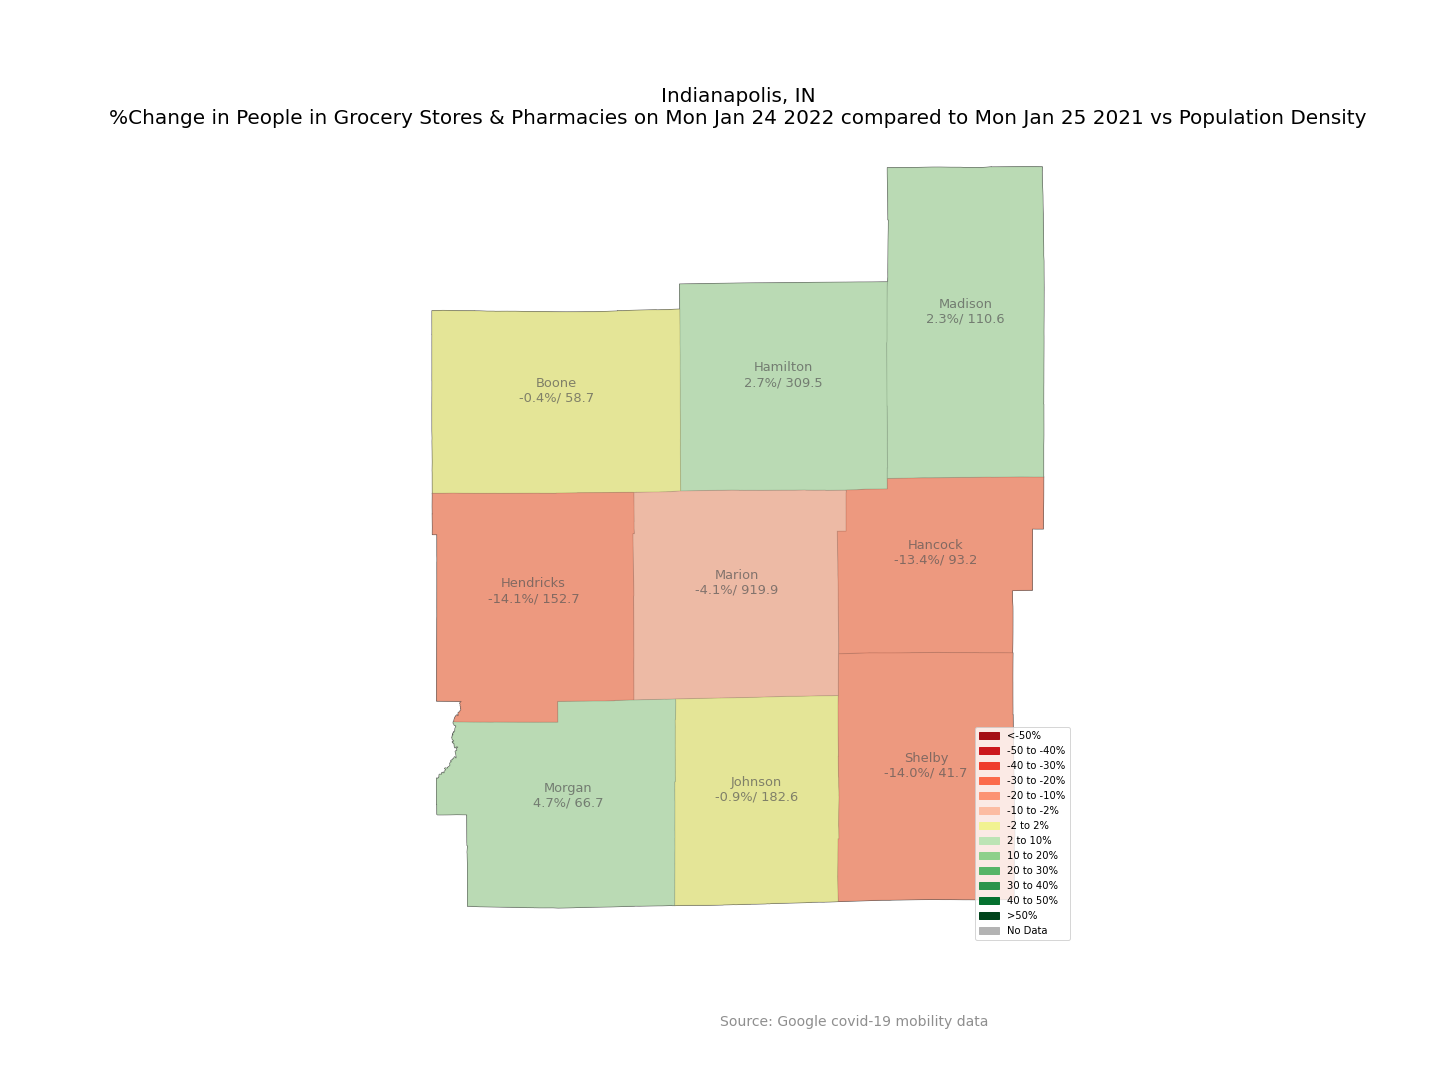 Indianapolis, IN
%Change in People in Grocery Stores & Pharmacies on Mon Jan 24 2022 compared to Mon Jan 25 2021 vs Population Density
Madison
2.3%/ 110.6
Hamilton
2.7%/ 309.5
Boone
-0.4%/ 58.7
Hancock
-13.4%/ 93.2
Marion
-4.1%/ 919.9
Hendricks
-14.1%/ 152.7
Shelby
-14.0%/ 41.7
Johnson
-0.9%/ 182.6
Morgan
4.7%/ 66.7
<-50%
-50 to -40%
-40 to -30%
-30 to -20%
-20 to -10%
-10 to -2%
-2 to 2%
2 to 10%
10 to 20%
20 to 30%
30 to 40%
40 to 50%
>50%
No Data
Source: Google covid-19 mobility data